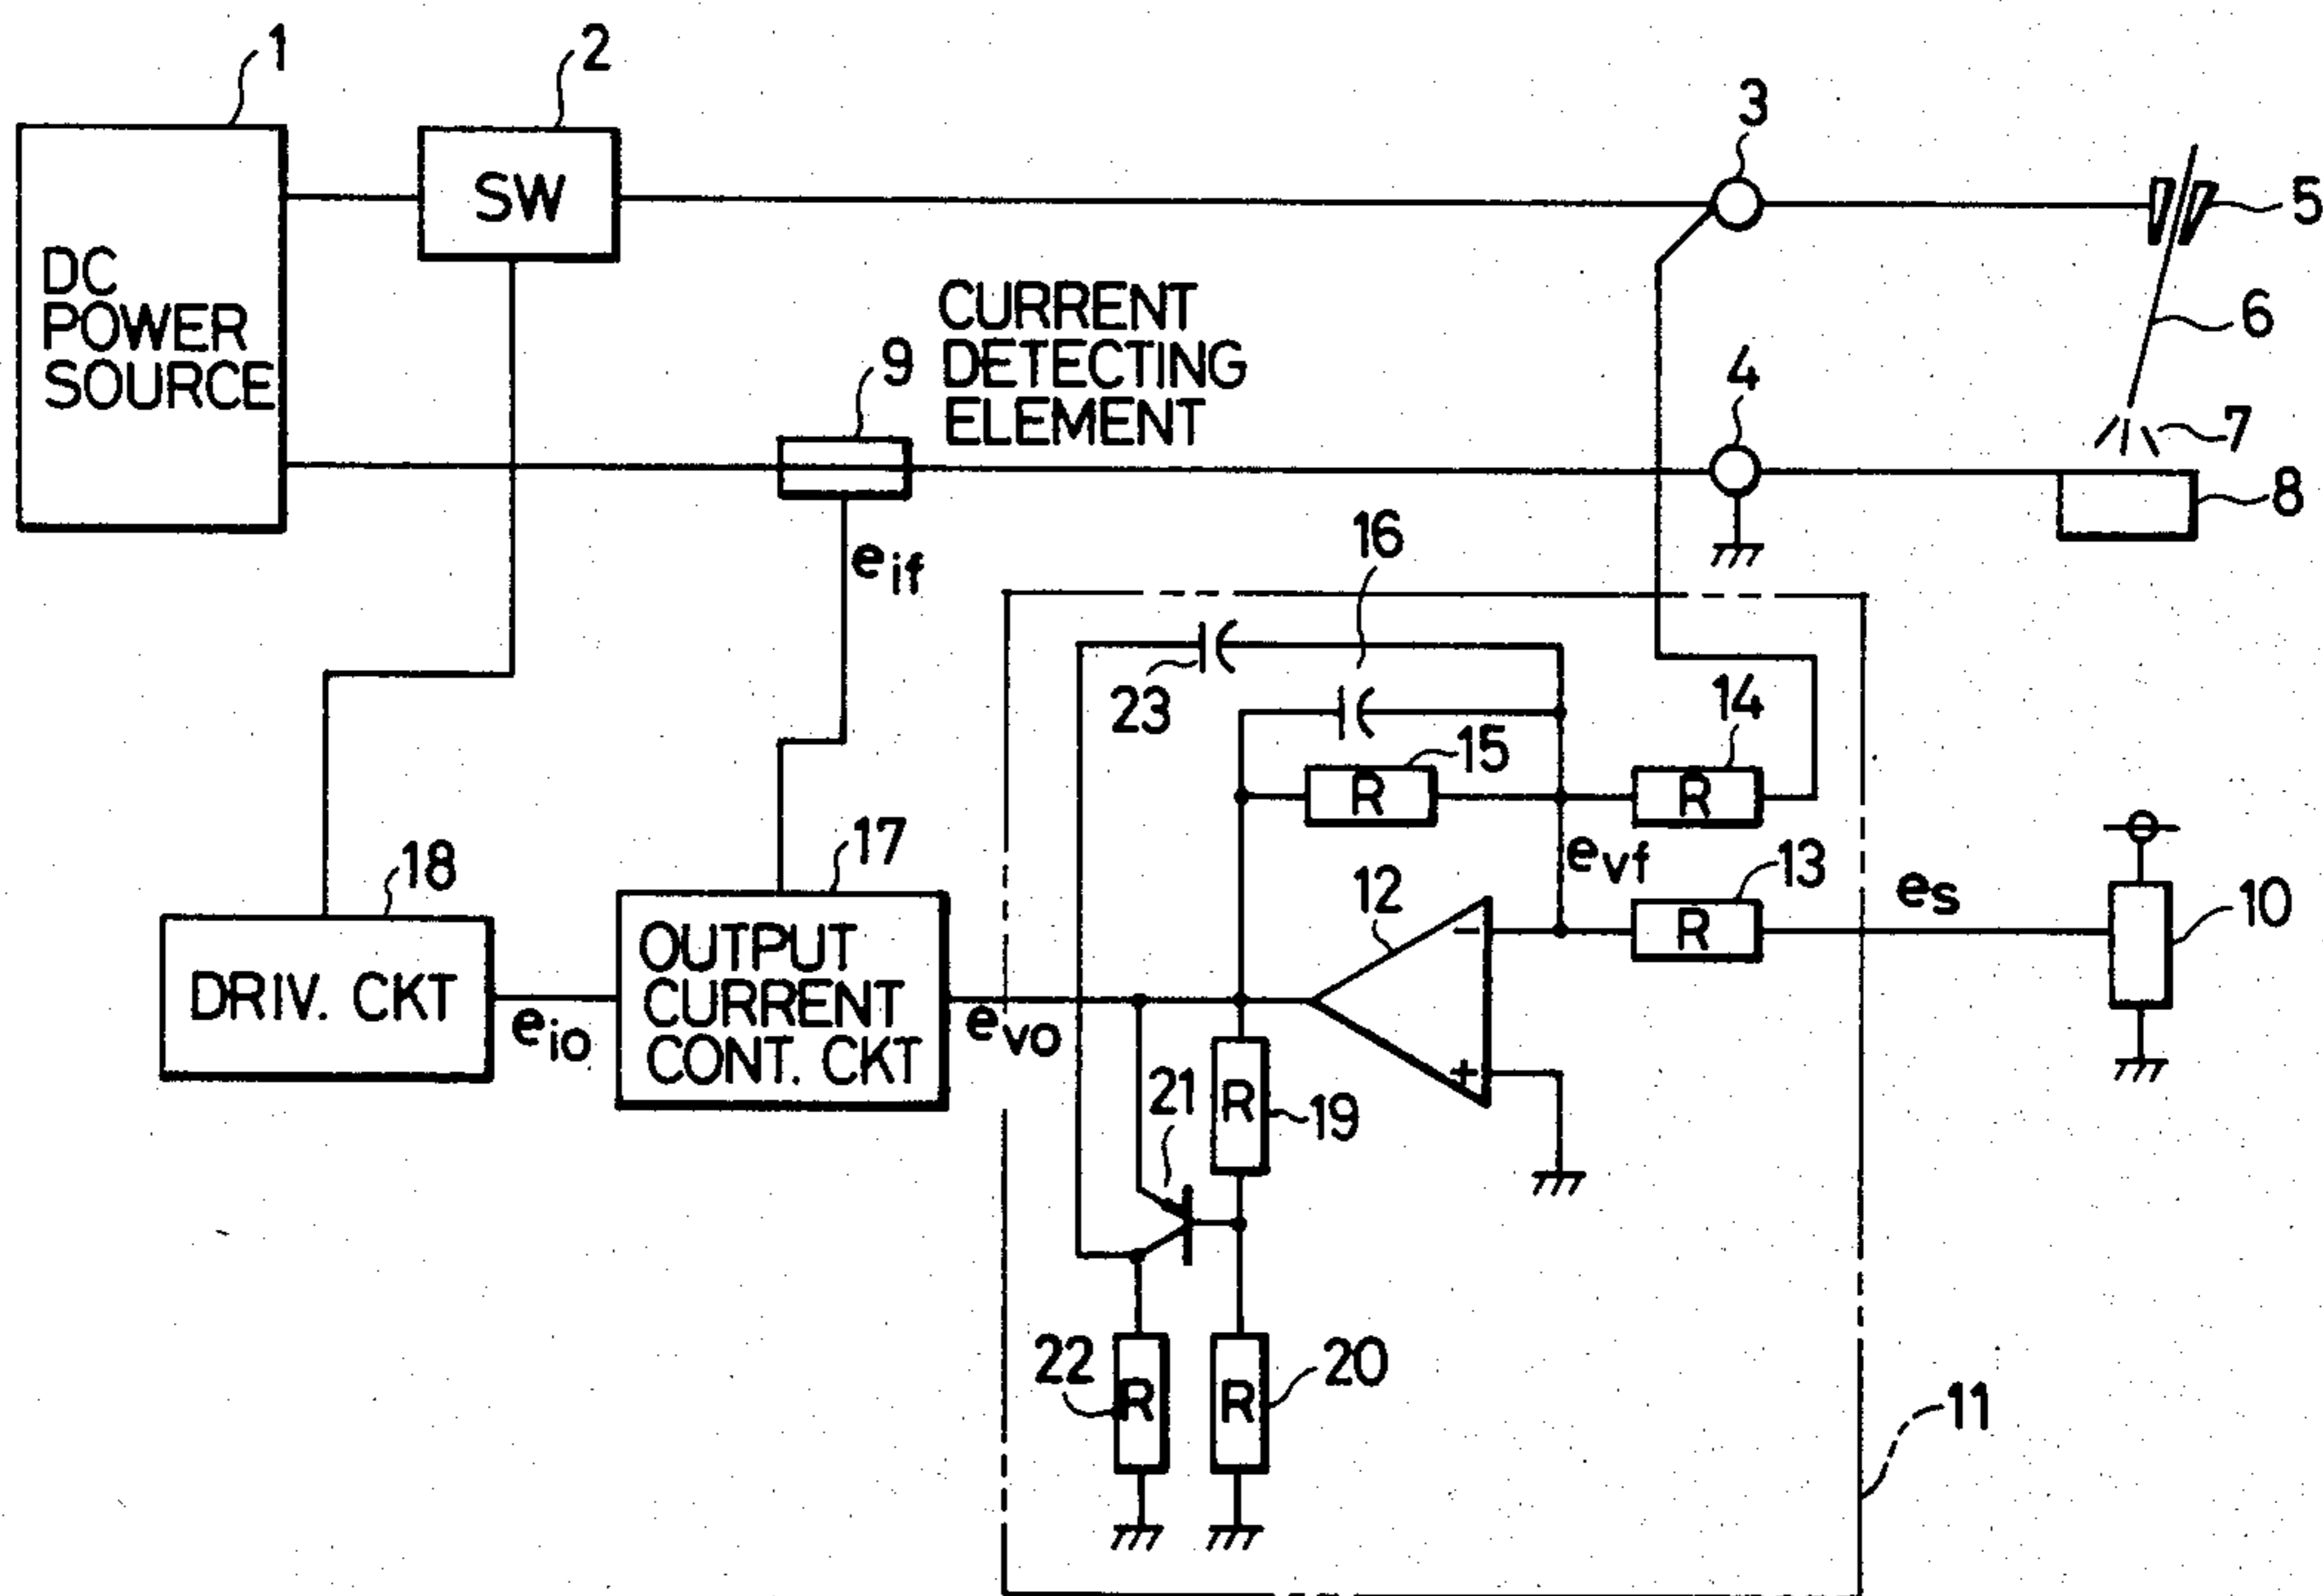 1
2
3
SW
5
DC
POWER
SOURCE
CURRENT
DETECTING
ELEMENT
9
6
4
7
8
e_if
16
23
14
15
R
R
e_vf
17
18
12
13
e_s
10
R
OUTPUT
CURRENT
CONT. CKT
DRIV. CKT
e_io
e_vo
−
+
21
R
19
22
R
R
20
11